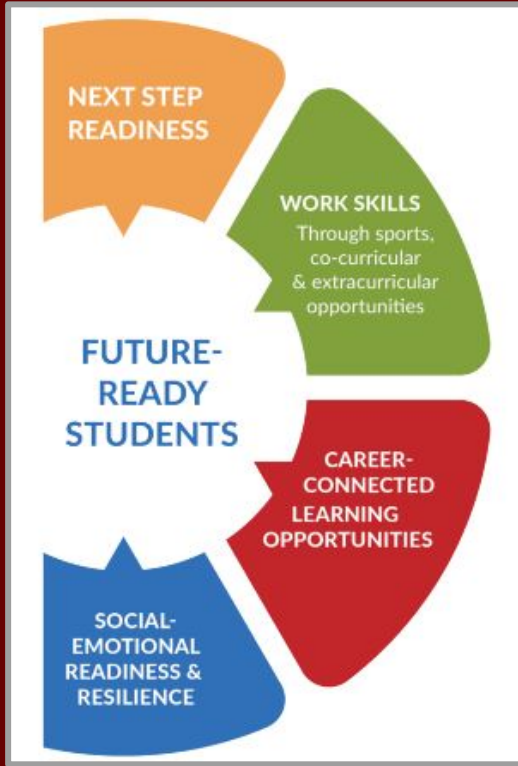 NEXT STEP
READINESS
WORK SKILLS
Through sports,
co-curricular
& extracurricular
opportunities
FUTURE-
READY
STUDENTS
CAREER-
CONNECTED
LEARNING
OPPORTUNITIES
SOCIAL-
EMOTIONAL
READINESS &
RESILIENCE